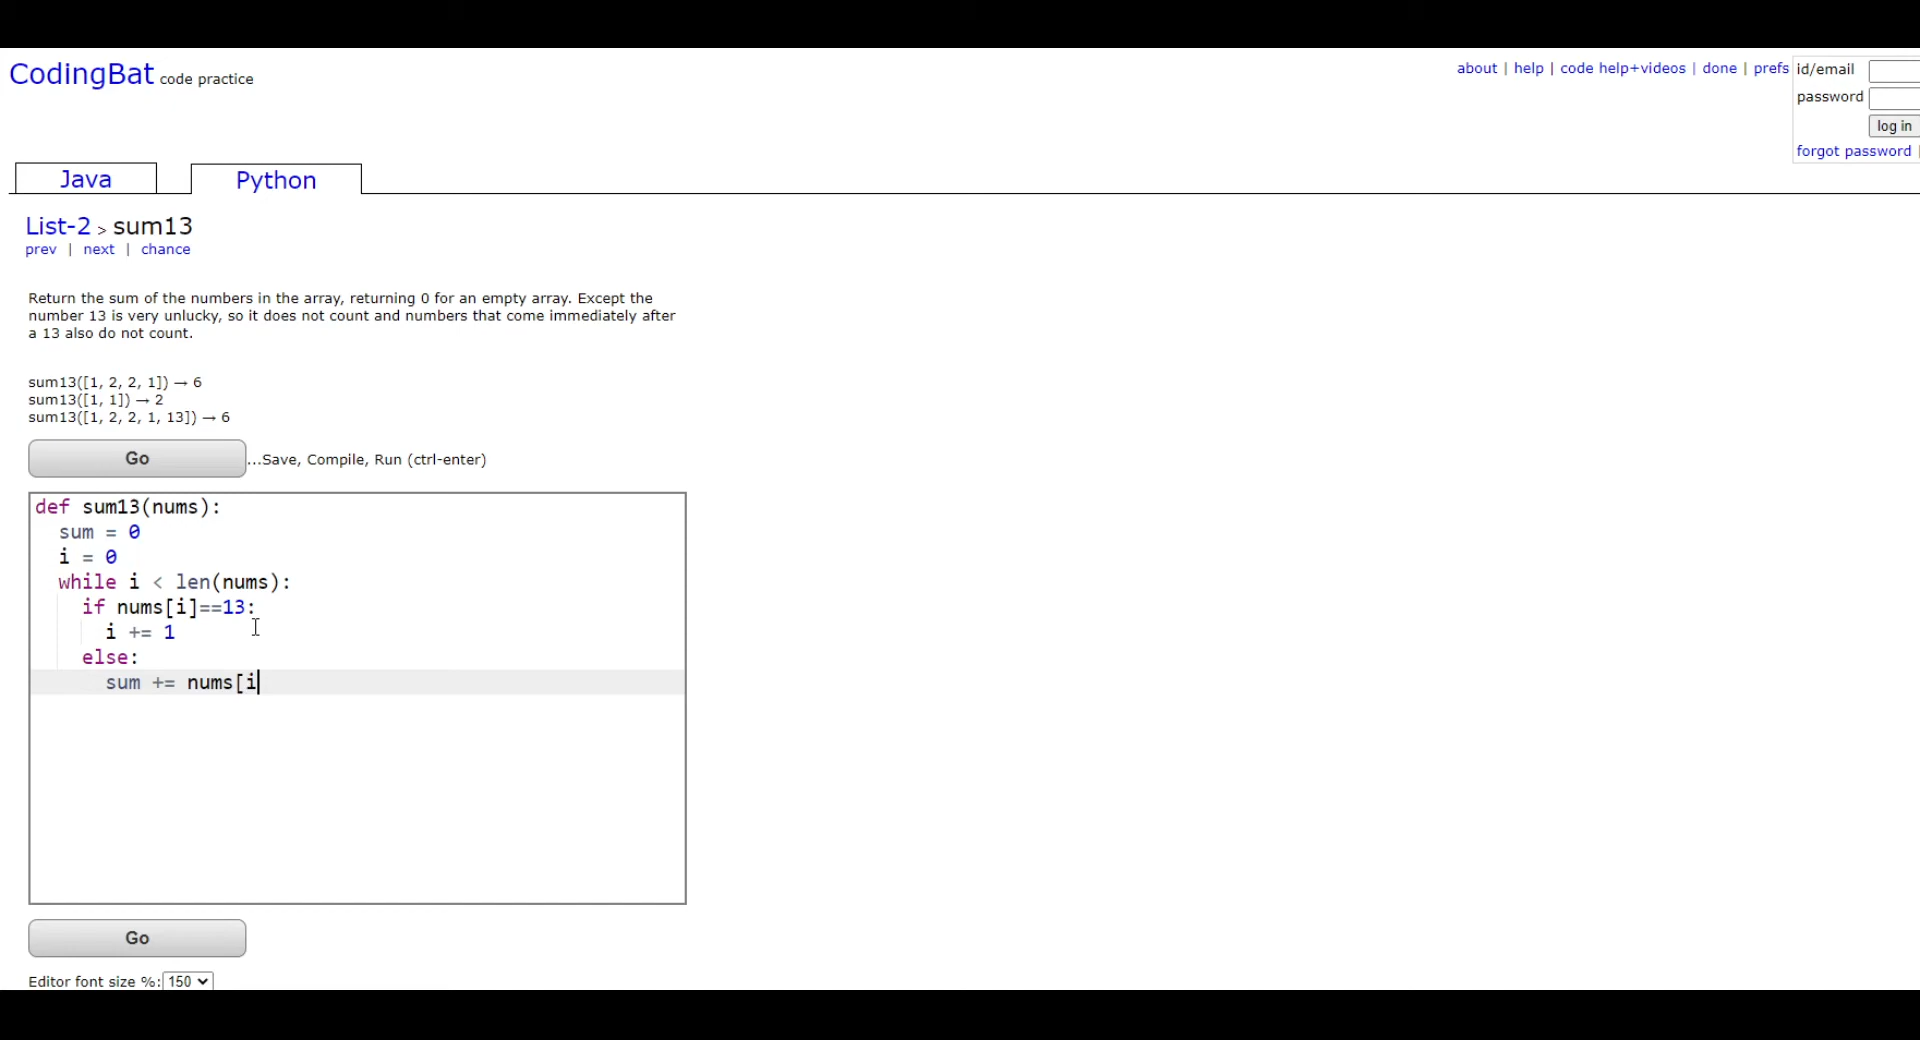 CodingBat code practice
about | help | code help+videos | done | prefs
id/email
password
log in
forgot password |
Java
Python
List-2 > sum13
prev | next | chance
Return the sum of the numbers in the array, returning 0 for an empty array. Except the
number 13 is very unlucky, so it does not count and numbers that come immediately after
a 13 also do not count.
sum13([1, 2, 2, 1]) → 6
sum13([1, 1]) → 2
sum13([1, 2, 2, 1, 13]) → 6
Go
...Save, Compile, Run (ctrl-enter)
def sum13(nums):
  sum = 0
  i = 0
  while i < len(nums):
    if nums[i]==13:
      i += 1
    else:
      sum += nums[i
Go
Editor font size %: 150